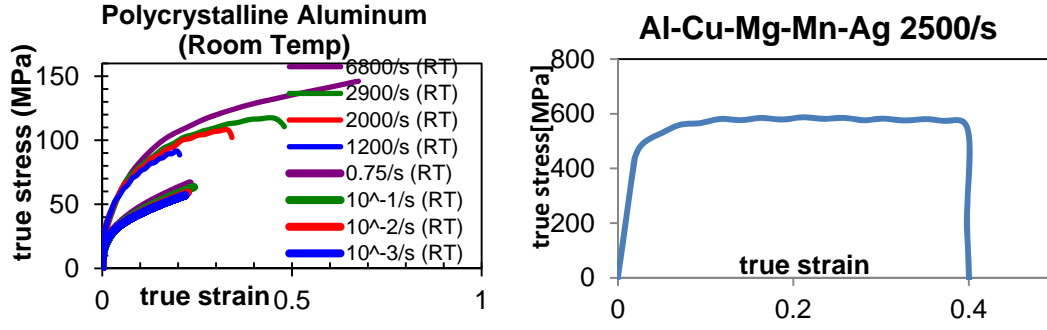 Polycrystalline Aluminum
(Room Temp)
true stress (MPa)
150
100
50
0
0
0.5
1
true strain
6800/s (RT)
2900/s (RT)
2000/s (RT)
1200/s (RT)
0.75/s (RT)
10^-1/s (RT)
10^-2/s (RT)
10^-3/s (RT)
Al-Cu-Mg-Mn-Ag 2500/s
true stress[MPa]
800
600
400
200
0
0
0.2
0.4
true strain